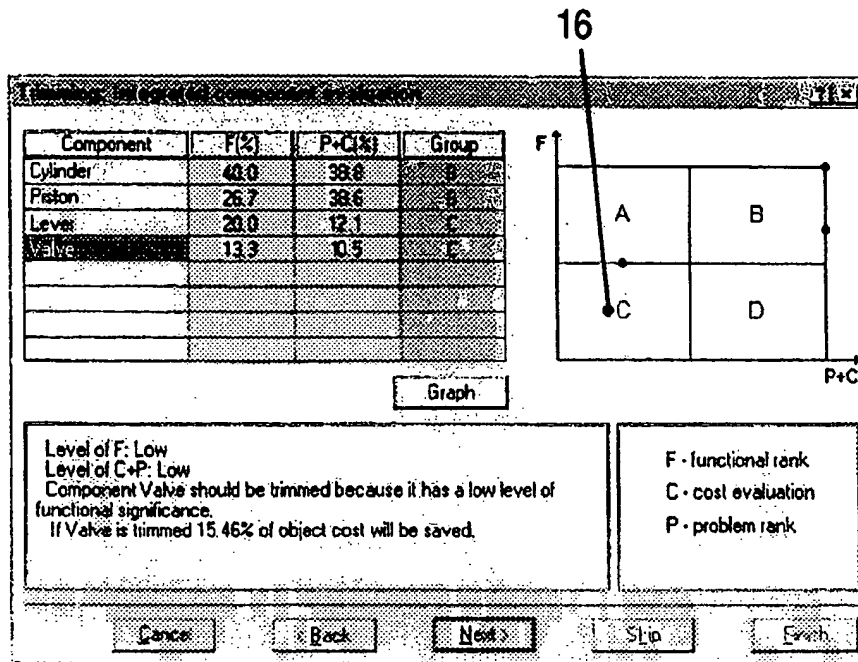 16
Trimming: Integrated component evaluation
Component F(%) P+C(%) Group
Cylinder 40.0 38.8 B
Piston 26.7 38.6 B
Lever 20.0 12.1 C
Valve 13.3 10.5 C
F
A B
C D
P+C
Graph
Level of F: Low
Level of C+P: Low
Component Valve should be trimmed because it has a low level of
functional significance.
If Valve is trimmed 15.46% of object cost will be saved.
F - functional rank
C - cost evaluation
P - problem rank
Cancel < Back Next > Finish